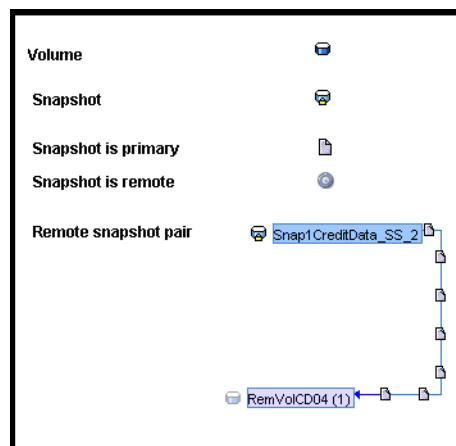 Volume
Snapshot
Snapshot is primary
Snapshot is remote
Remote snapshot pair
Snap1CreditData_SS_2
RemVolCD04 (1)